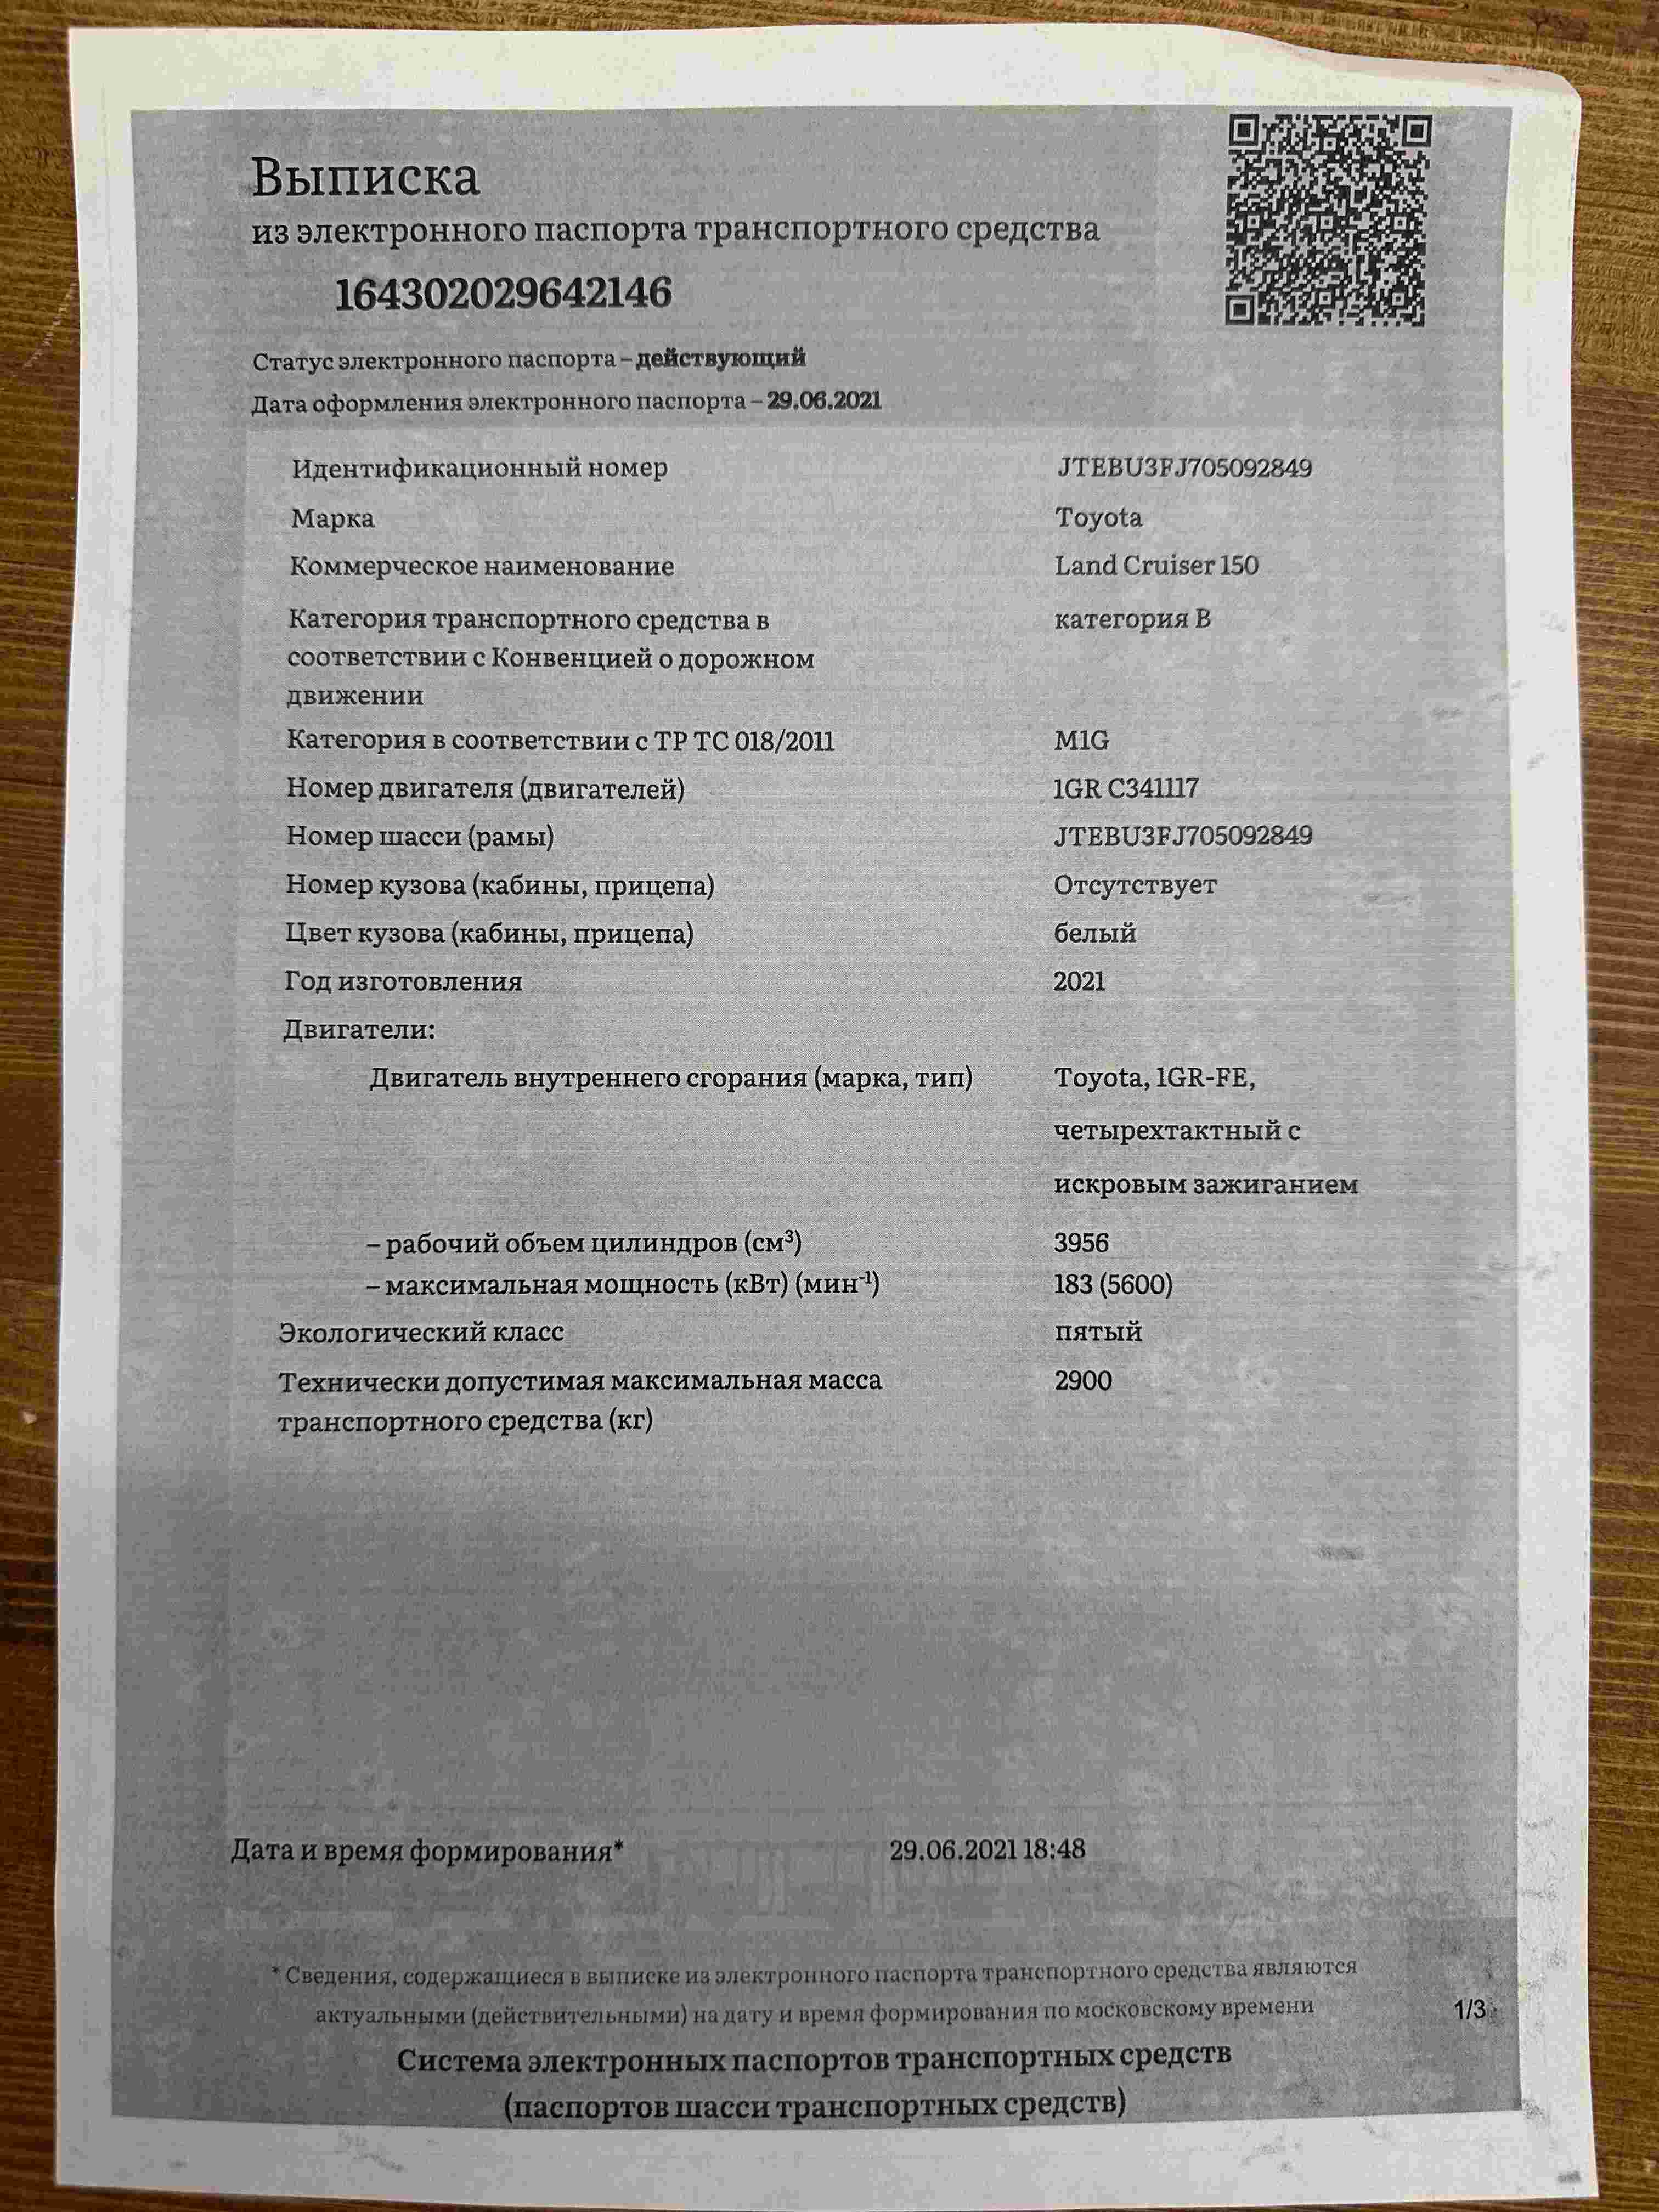 Выписка
из электронного паспорта транспортного средства
164302029642146
Статус электронного паспорта – действующий
Дата оформления электронного паспорта – 29.06.2021
Идентификационный номер JTEBU3FJ705092849
Марка Toyota
Коммерческое наименование Land Cruiser 150
Категория транспортного средства в категория B
соответствии с Конвенцией о дорожном
движении
Категория в соответствии с ТР ТС 018/2011 M1G
Номер двигателя (двигателей) 1GR C341117
Номер шасси (рамы) JTEBU3FJ705092849
Номер кузова (кабины, прицепа) Отсутствует
Цвет кузова (кабины, прицепа) белый
Год изготовления 2021
Двигатели:
Двигатель внутреннего сгорания (марка, тип) Toyota, 1GR-FE,
четырехтактный с
искровым зажиганием
– рабочий объем цилиндров (см³) 3956
– максимальная мощность (кВт) (мин⁻¹) 183 (5600)
Экологический класс пятый
Технически допустимая максимальная масса 2900
транспортного средства (кг)
Дата и время формирования* 29.06.2021 18:48
* Сведения, содержащиеся в выписке из электронного паспорта транспортного средства являются
актуальными (действительными) на дату и время формирования по московскому времени 1/3
Система электронных паспортов транспортных средств
(паспортов шасси транспортных средств)